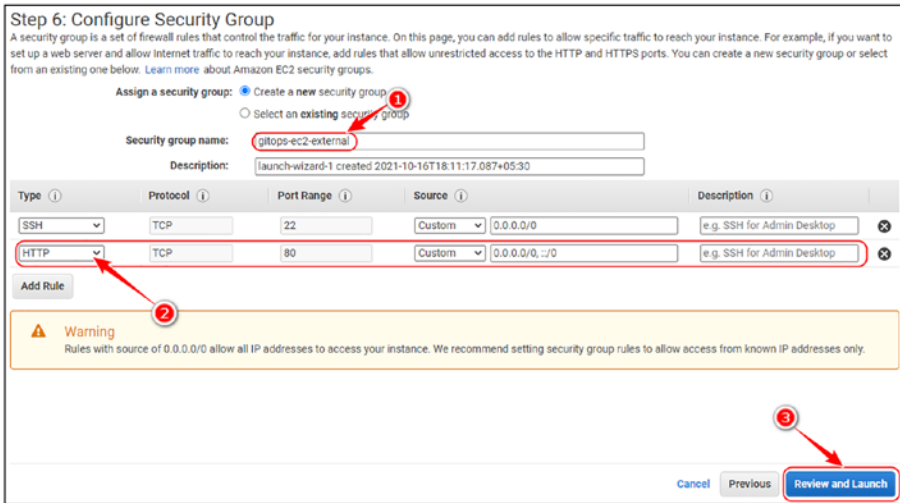 Step 6: Configure Security Group
A security group is a set of firewall rules that control the traffic for your instance. On this page, you can add rules to allow specific traffic to reach your instance. For example, if you want to
set up a web server and allow Internet traffic to reach your instance, add rules that allow unrestricted access to the HTTP and HTTPS ports. You can create a new security group or select
from an existing one below. Learn more about Amazon EC2 security groups.
Assign a security group: Create a new security group
1
Select an existing security group
Security group name: gitops-ec2-external
Description: launch-wizard-1 created 2021-10-16T18:11:17.087+05:30
Type i Protocol i Port Range i Source i Description i
SSH TCP 22 Custom 0.0.0.0/0 e.g. SSH for Admin Desktop
HTTP TCP 80 Custom 0.0.0.0/0, ::/0 e.g. SSH for Admin Desktop
Add Rule
2
Warning
Rules with source of 0.0.0.0/0 allow all IP addresses to access your instance. We recommend setting security group rules to allow access from known IP addresses only.
3
Cancel Previous Review and Launch